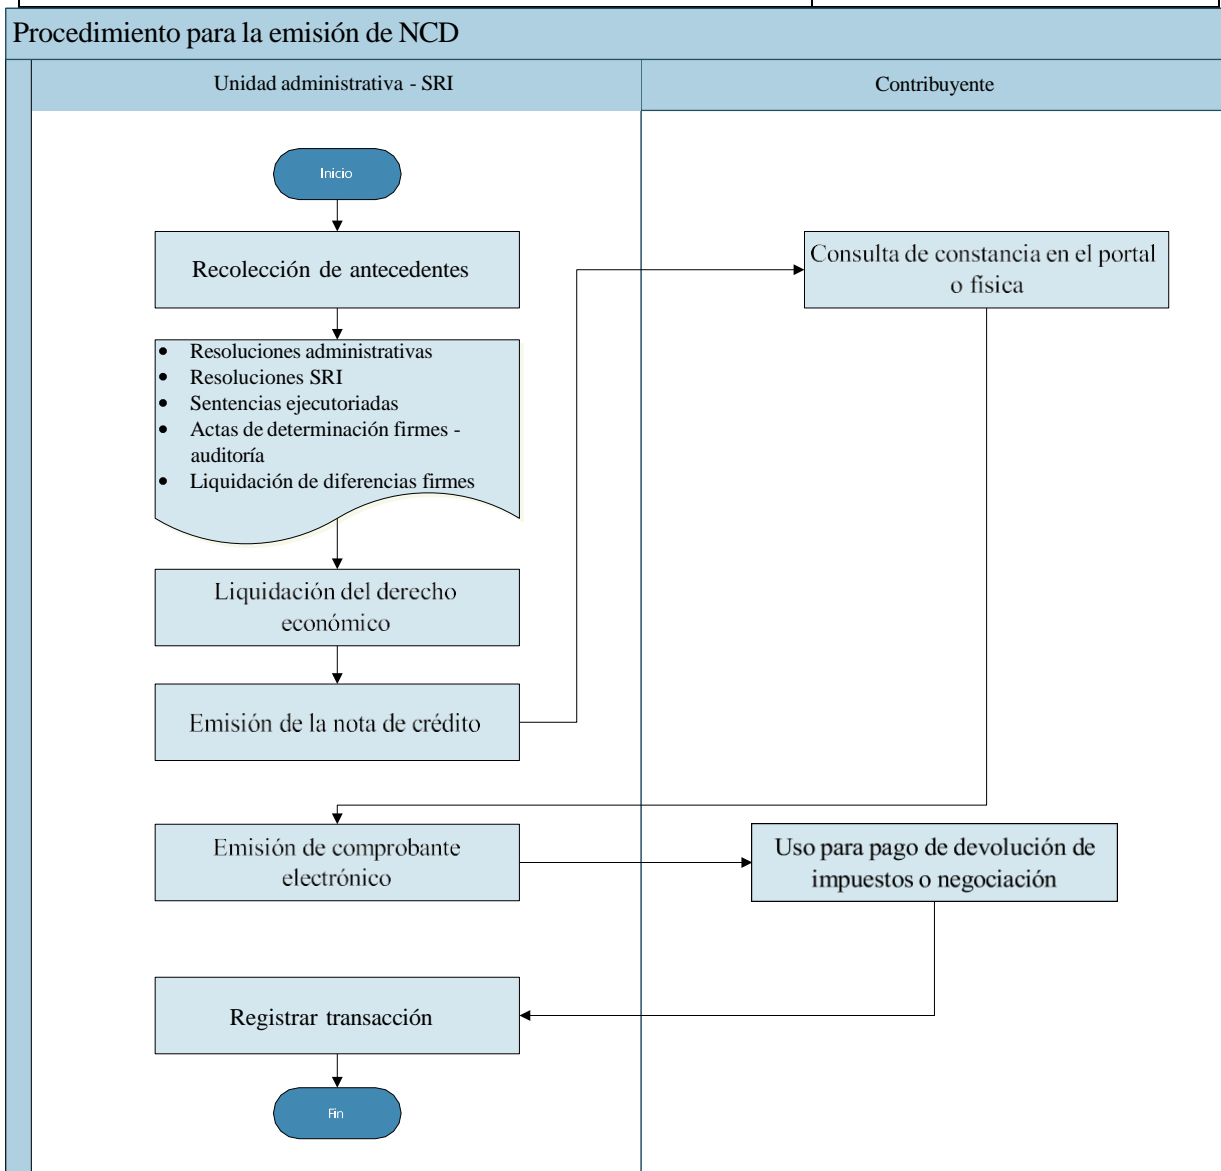 Procedimiento para la emisión de NCD
Unidad administrativa - SRI
Contribuyente
Inicio
Recolección de antecedentes
Consulta de constancia en el portal
o física
• Resoluciones administrativas
• Resoluciones SRI
• Sentencias ejecutoriadas
• Actas de determinación firmes -
auditoría
• Liquidación de diferencias firmes
Liquidación del derecho
económico
Emisión de la nota de crédito
Emisión de comprobante
electrónico
Uso para pago de devolución de
impuestos o negociación
Registrar transacción
Fin